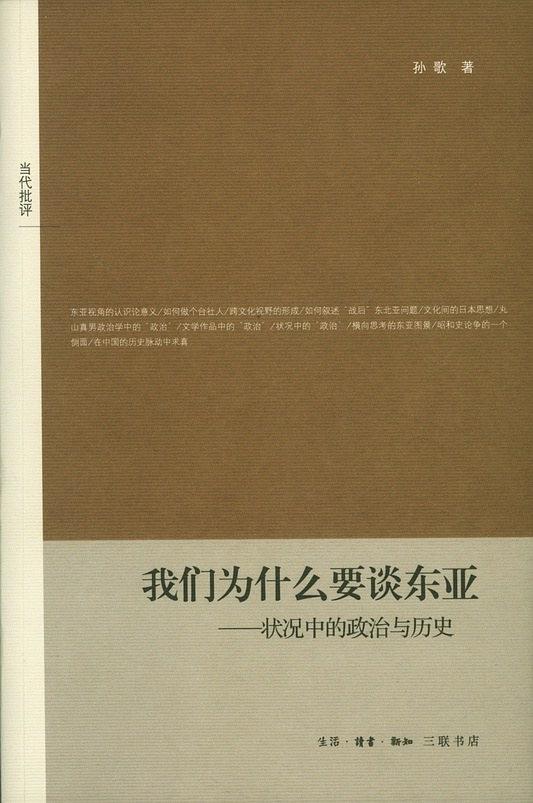 孙歌 著
当代批评
东亚视角的认识论意义/如何做个台社人/跨文化视野的形成/如何叙述“战后”东北亚问题/文化间的日本思想/丸
山真男政治学中的“政治”/文学作品中的“政治”/状况中的“政治”/横向思考的东亚图景/昭和史论争的一个
侧面/在中国的历史脉动中求真
我们为什么要谈东亚
——状况中的政治与历史
生活·读书·新知 三联书店